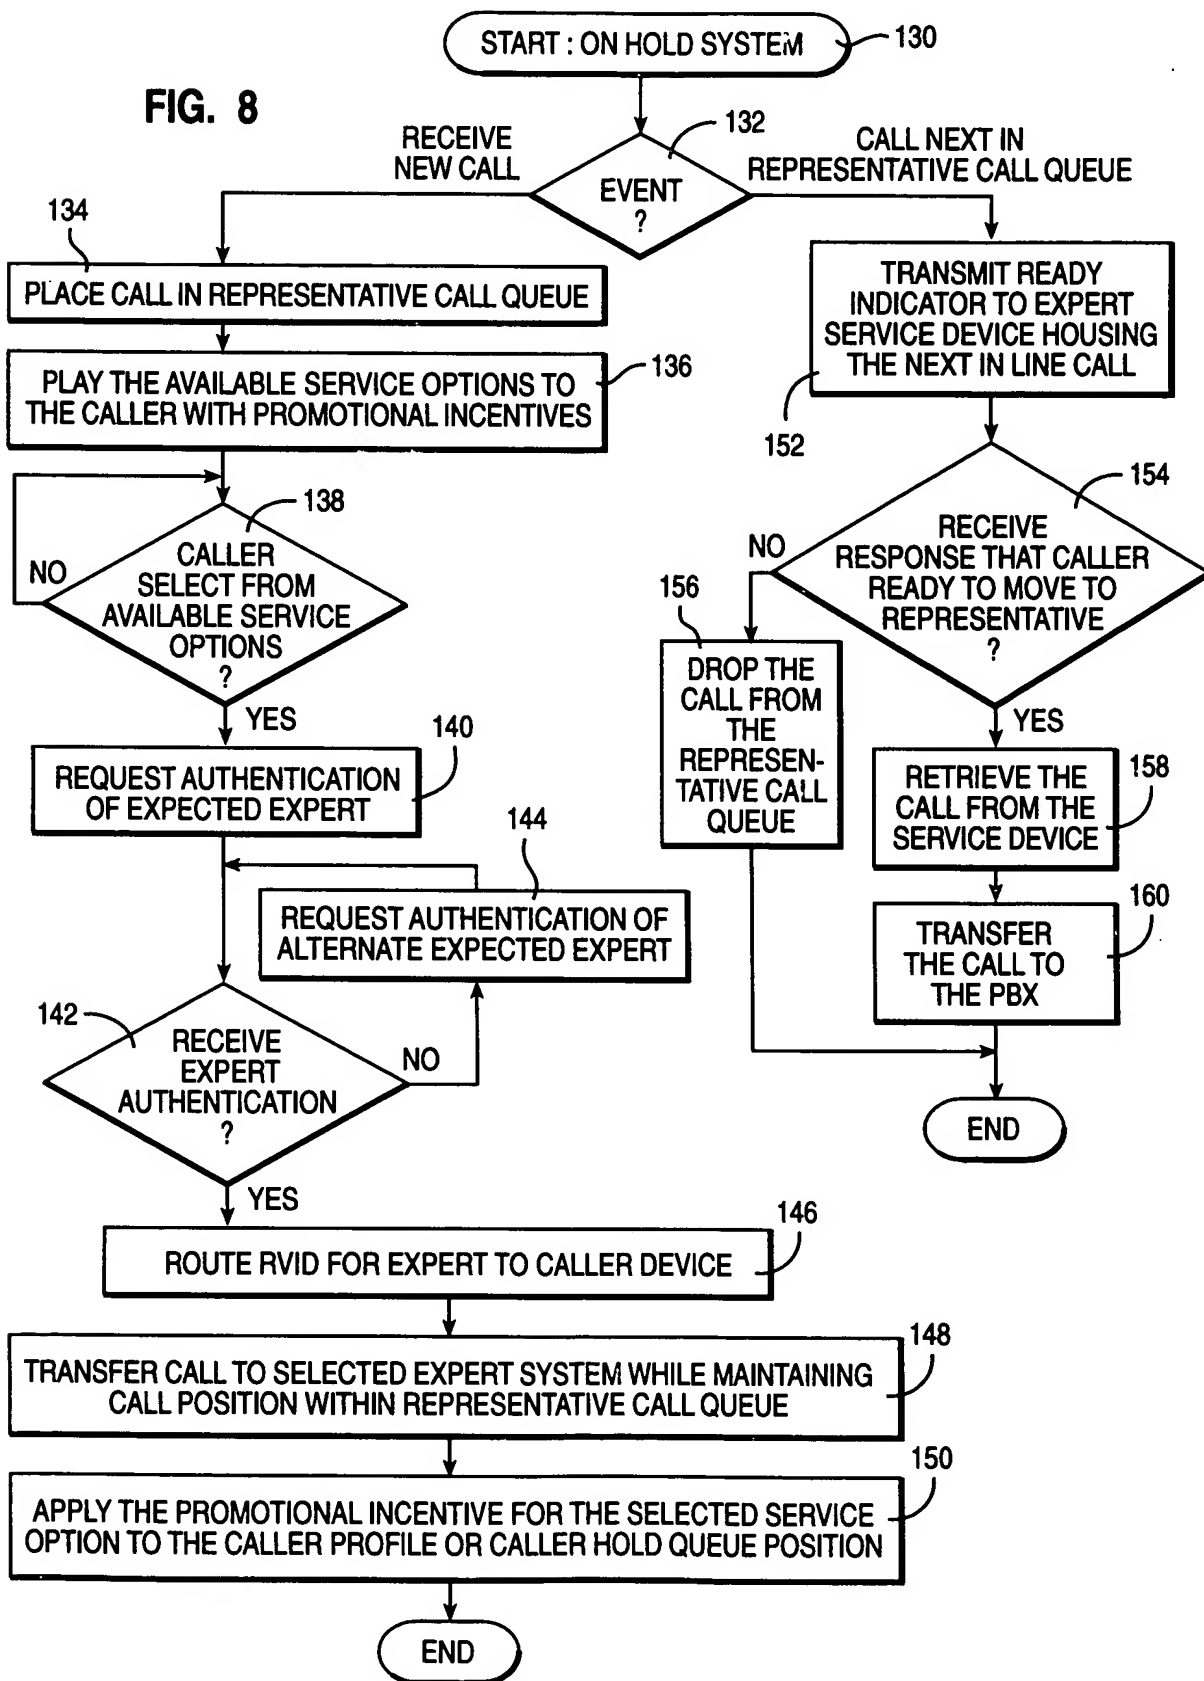 START : ON HOLD SYSTEM
130
FIG. 8
132
RECEIVE
NEW CALL
EVENT
?
CALL NEXT IN
REPRESENTATIVE CALL QUEUE
134
PLACE CALL IN REPRESENTATIVE CALL QUEUE
PLAY THE AVAILABLE SERVICE OPTIONS TO
THE CALLER WITH PROMOTIONAL INCENTIVES
136
138
CALLER
SELECT FROM
AVAILABLE SERVICE
OPTIONS
?
NO
YES
140
REQUEST AUTHENTICATION
OF EXPECTED EXPERT
144
REQUEST AUTHENTICATION OF
ALTERNATE EXPECTED EXPERT
142
RECEIVE
EXPERT
AUTHENTICATION
?
NO
YES
146
ROUTE RVID FOR EXPERT TO CALLER DEVICE
148
TRANSFER CALL TO SELECTED EXPERT SYSTEM WHILE MAINTAINING
CALL POSITION WITHIN REPRESENTATIVE CALL QUEUE
150
APPLY THE PROMOTIONAL INCENTIVE FOR THE SELECTED SERVICE
OPTION TO THE CALLER PROFILE OR CALLER HOLD QUEUE POSITION
END
TRANSMIT READY
INDICATOR TO EXPERT
SERVICE DEVICE HOUSING
THE NEXT IN LINE CALL
152
154
RECEIVE
RESPONSE THAT CALLER
READY TO MOVE TO
REPRESENTATIVE
?
NO
156
DROP THE
CALL FROM
THE
REPRESEN-
TATIVE CALL
QUEUE
YES
158
RETRIEVE THE
CALL FROM THE
SERVICE DEVICE
160
TRANSFER
THE CALL TO
THE PBX
END